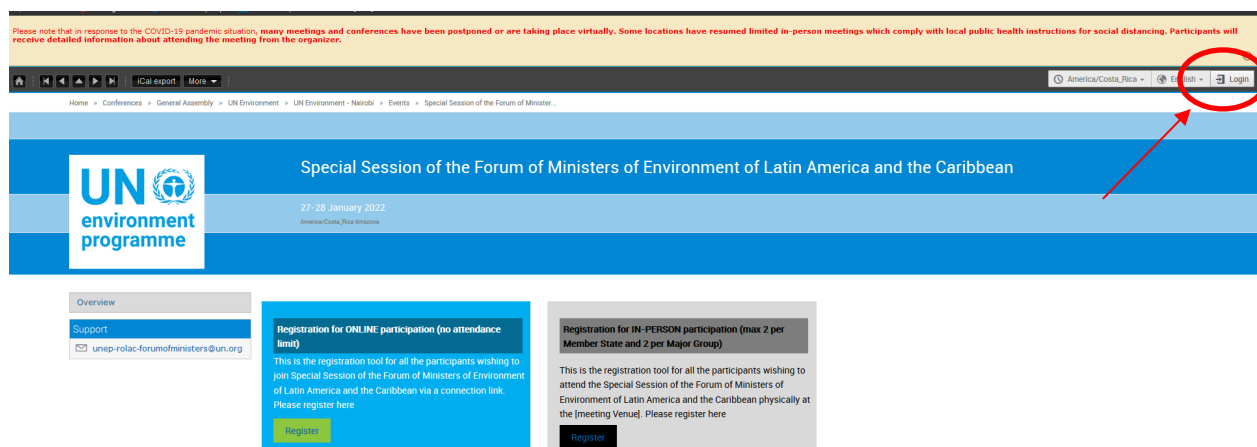 Please note that in response to the COVID-19 pandemic situation, many meetings and conferences have been postponed or are taking place virtually. Some locations have resumed limited in-person meetings which comply with local public health instructions for social distancing. Participants will
receive detailed information about attending the meeting from the organizer.
iCal export More
America/Costa_Rica English Login
Home » Conferences » General Assembly » UN Environment » UN Environment - Nairobi » Events » Special Session of the Forum of Minister...
Special Session of the Forum of Ministers of Environment of Latin America and the Caribbean
UN
environment
programme
27-28 January 2022
America/Costa_Rica timezone
Overview
Support
unep-rolac-forumofministers@un.org
Registration for ONLINE participation (no attendance
limit)
This is the registration tool for all the participants wishing to
join Special Session of the Forum of Ministers of Environment
of Latin America and the Caribbean via a connection link.
Please register here
Register
Registration for IN-PERSON participation (max 2 per
Member State and 2 per Major Group)
This is the registration tool for all the participants wishing to
attend the Special Session of the Forum of Ministers of
Environment of Latin America and the Caribbean physically at
the [meeting Venue]. Please register here
Register